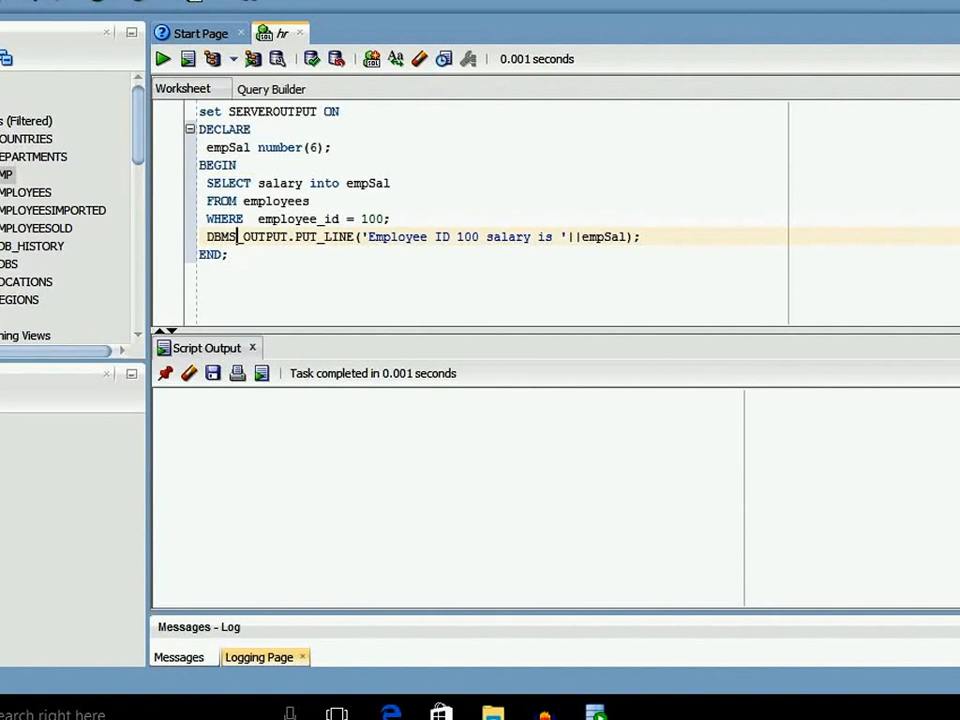 Start Page
hr
0.001 seconds
Worksheet
Query Builder
s (Filtered)
OUNTRIES
EPARTMENTS
MP
MPLOYEES
MPLOYEESIMPORTED
MPLOYEESOLD
OB_HISTORY
OBS
OCATIONS
EGIONS
ning Views
set SERVEROUTPUT ON
DECLARE
empSal number(6);
BEGIN
SELECT salary into empSal
FROM employees
WHERE employee_id = 100;
DBMS_OUTPUT.PUT_LINE('Employee ID 100 salary is '||empSal);
END;
Script Output
Task completed in 0.001 seconds
Messages - Log
Messages
Logging Page
earch right here